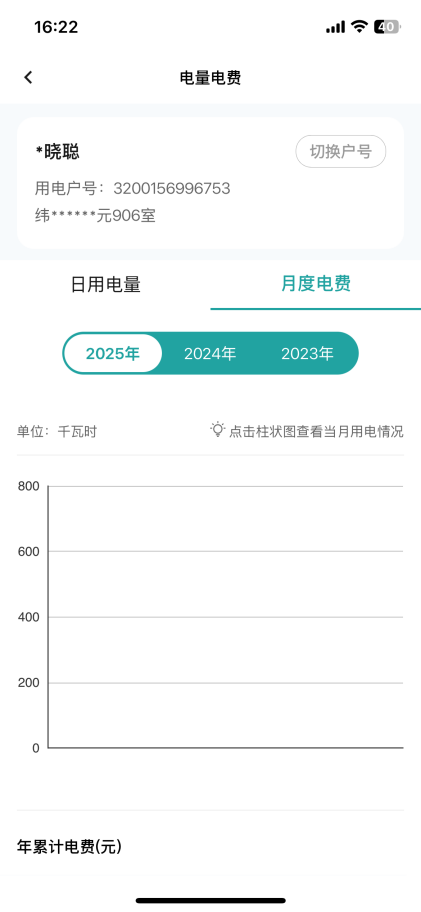 16:22
40
电量电费
*晓聪
切换户号
用电户号：3200156996753
纬******元906室
日用电量
月度电费
2025年
2024年
2023年
单位：千瓦时
点击柱状图查看当月用电情况
800
600
400
200
0
年累计电费(元)